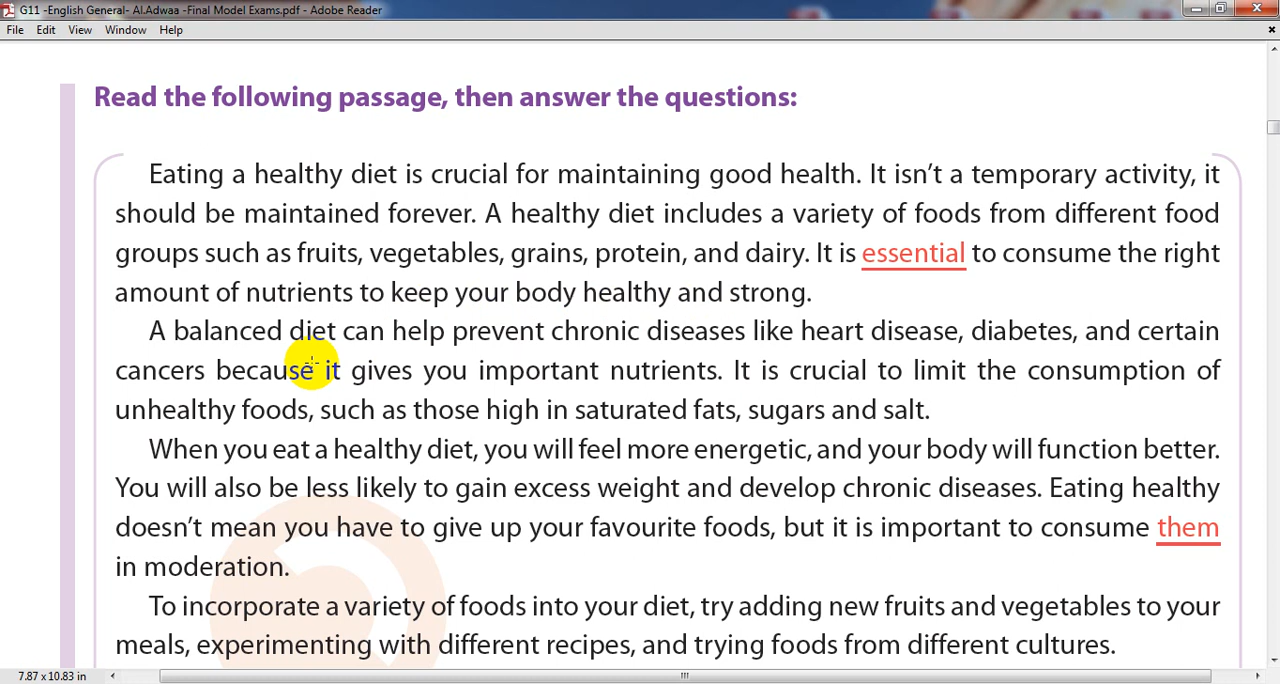 G11 -English General- Al.Adwaa -Final Model Exams.pdf - Adobe Reader
File Edit View Window Help
Read the following passage, then answer the questions:
Eating a healthy diet is crucial for maintaining good health. It isn’t a temporary activity, it
should be maintained forever. A healthy diet includes a variety of foods from different food
groups such as fruits, vegetables, grains, protein, and dairy. It is essential to consume the right
amount of nutrients to keep your body healthy and strong.
A balanced diet can help prevent chronic diseases like heart disease, diabetes, and certain
cancers because it gives you important nutrients. It is crucial to limit the consumption of
unhealthy foods, such as those high in saturated fats, sugars and salt.
When you eat a healthy diet, you will feel more energetic, and your body will function better.
You will also be less likely to gain excess weight and develop chronic diseases. Eating healthy
doesn’t mean you have to give up your favourite foods, but it is important to consume them
in moderation.
To incorporate a variety of foods into your diet, try adding new fruits and vegetables to your
meals, experimenting with different recipes, and trying foods from different cultures.
7.87 x 10.83 in